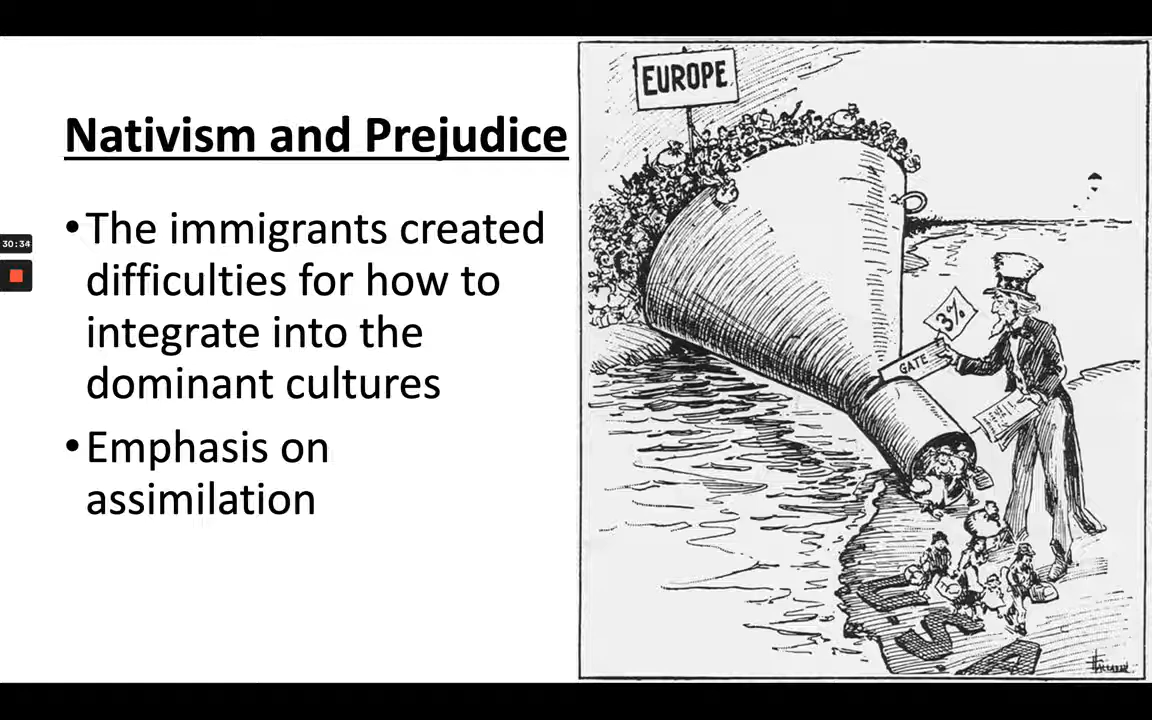 Nativism and Prejudice
•The immigrants created
difficulties for how to
integrate into the
dominant cultures
•Emphasis on
assimilation
30:34
EUROPE
3%
GATE
USA